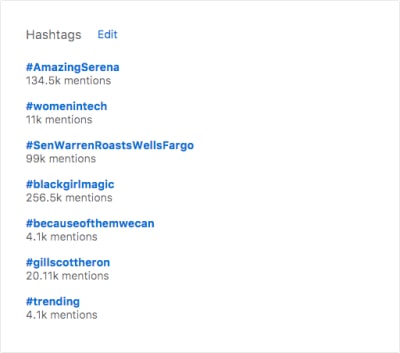 Hashtags Edit
#AmazingSerena
134.5k mentions
#womenintech
11k mentions
#SenWarrenRoastsWellsFargo
99k mentions
#blackgirlmagic
256.5k mentions
#becauseofthemwecan
4.1k mentions
#gillscottheron
20.11k mentions
#trending
4.1k mentions